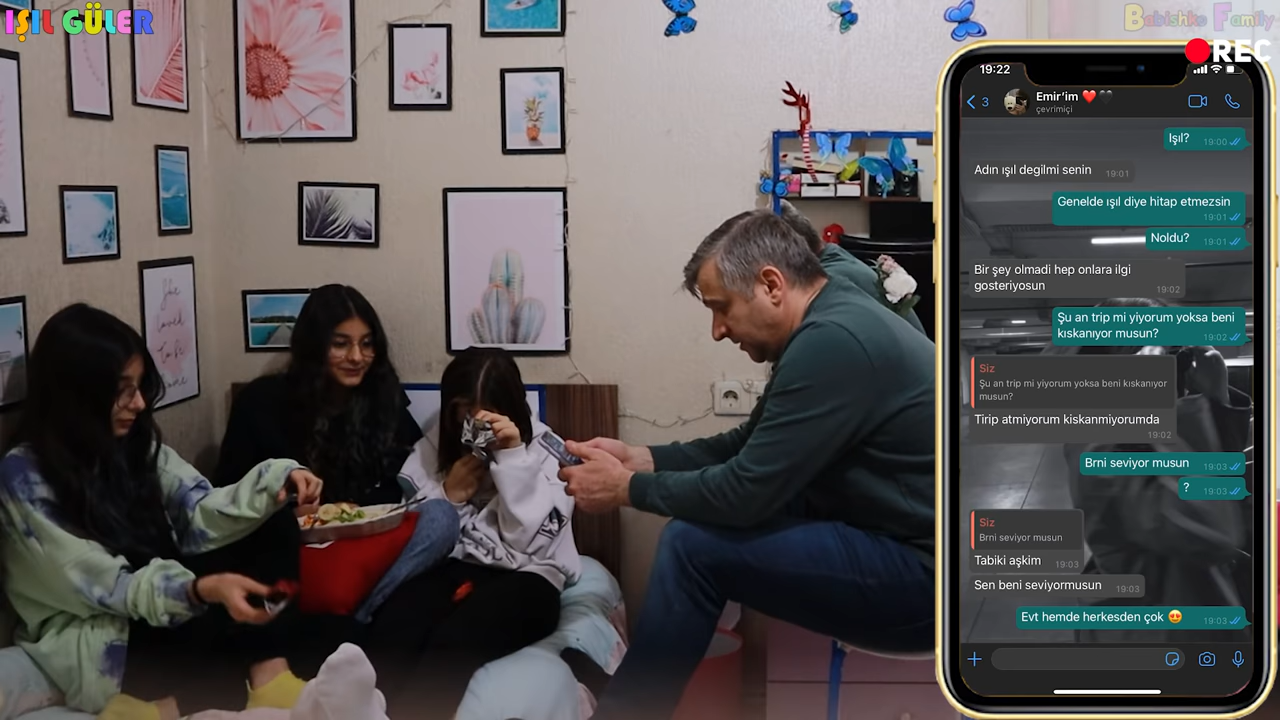 IŞIL GÜLER
Babishko Family
REC
She
loved
19:22
3
Emir'im ❤️🖤
çevrimiçi
Işıl?
19:00
Adın ışıl degilmi senin
19:01
Genelde ışıl diye hitap etmezsin
19:01
Noldu?
19:01
Bir şey olmadi hep onlara ilgi
gosteriyosun
19:02
Şu an trip mi yiyorum yoksa beni
kıskanıyor musun?
19:02
Siz
Şu an trip mi yiyorum yoksa beni kıskanıyor
musun?
Tirip atmiyorum kiskanmiyorumda
19:02
Brni seviyor musun
19:03
?
19:03
Siz
Brni seviyor musun
Tabiki aşkim
19:03
Sen beni seviyormusun
19:03
Evt hemde herkesden çok 😍
19:03